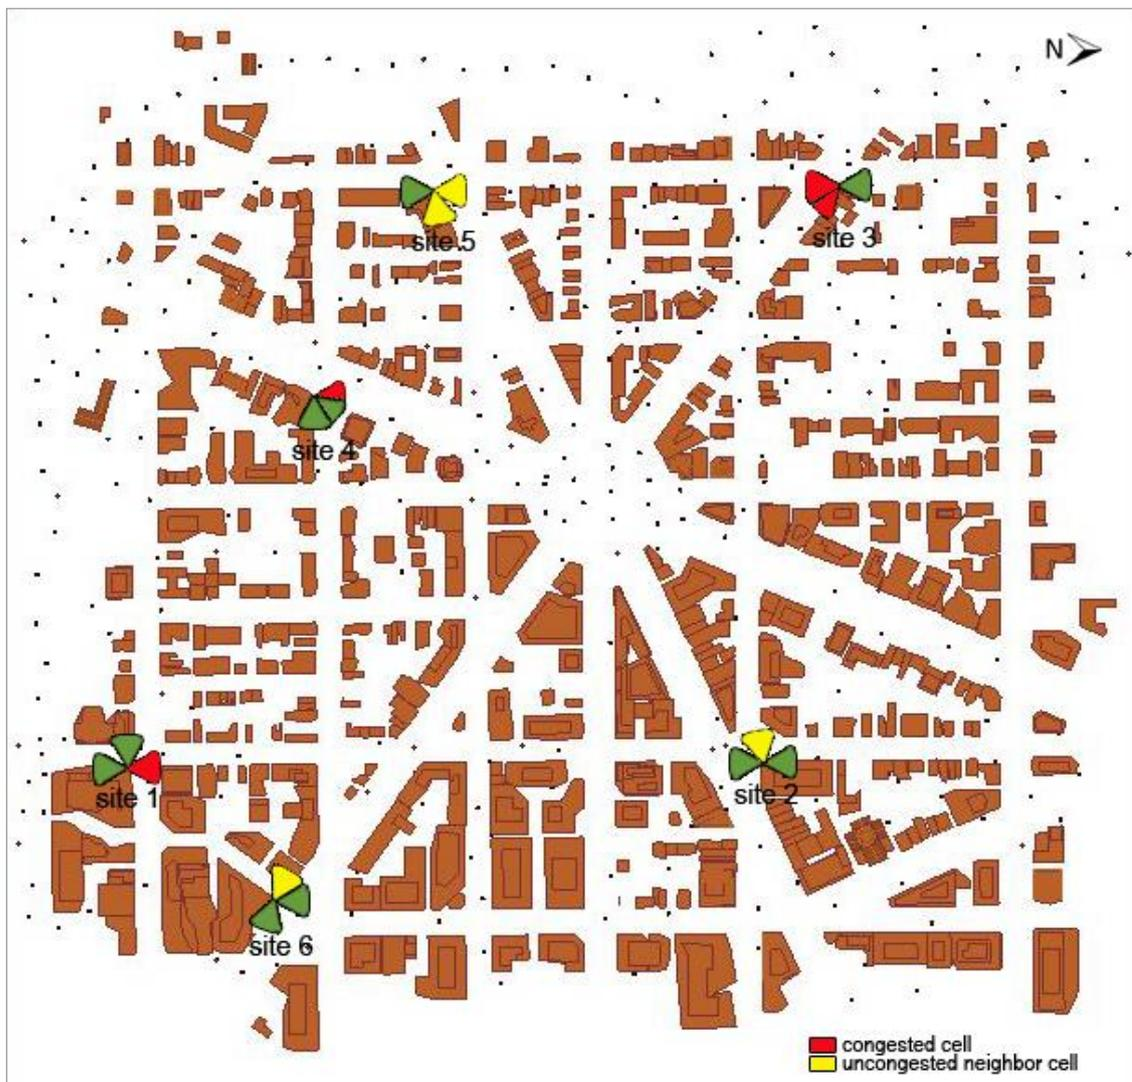 N
site 5
site 3
site 4
site 1
site 2
site 6
congested cell
uncongested neighbor cell